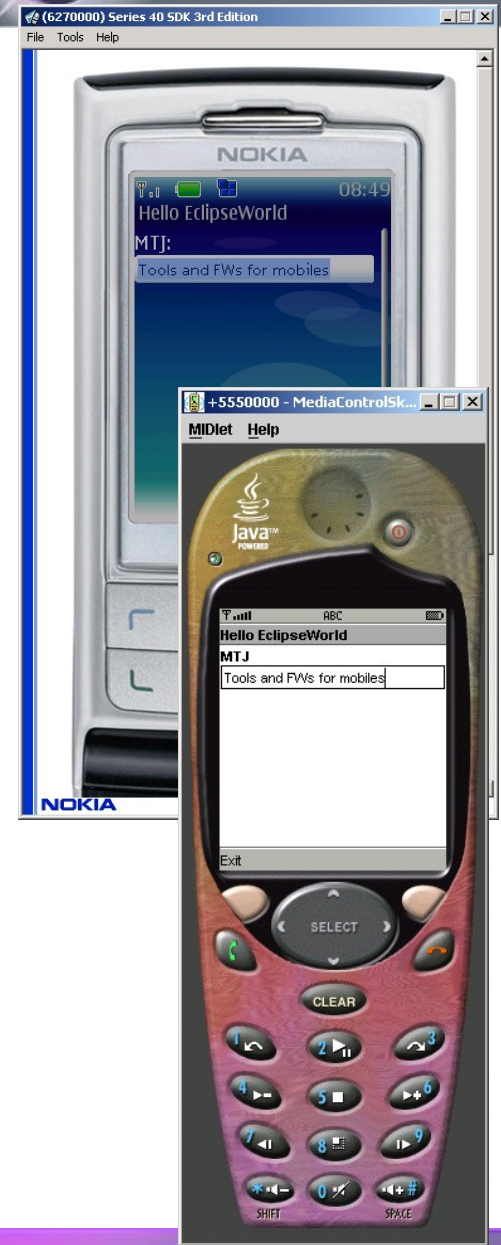 (6270000) Series 40 SDK 3rd Edition
File Tools Help
NOKIA
08:49
Hello EclipseWorld
MTJ:
Tools and FWs for mobiles
NOKIA
+5550000 - MediaControlSk...
MIDlet Help
Java™
POWERED
ABC
Hello EclipseWorld
MTJ
Tools and FWs for mobiles
Exit
SELECT
CLEAR
1 2 3
4 5 6
7 8 9
* 0 #
SHIFT SPACE